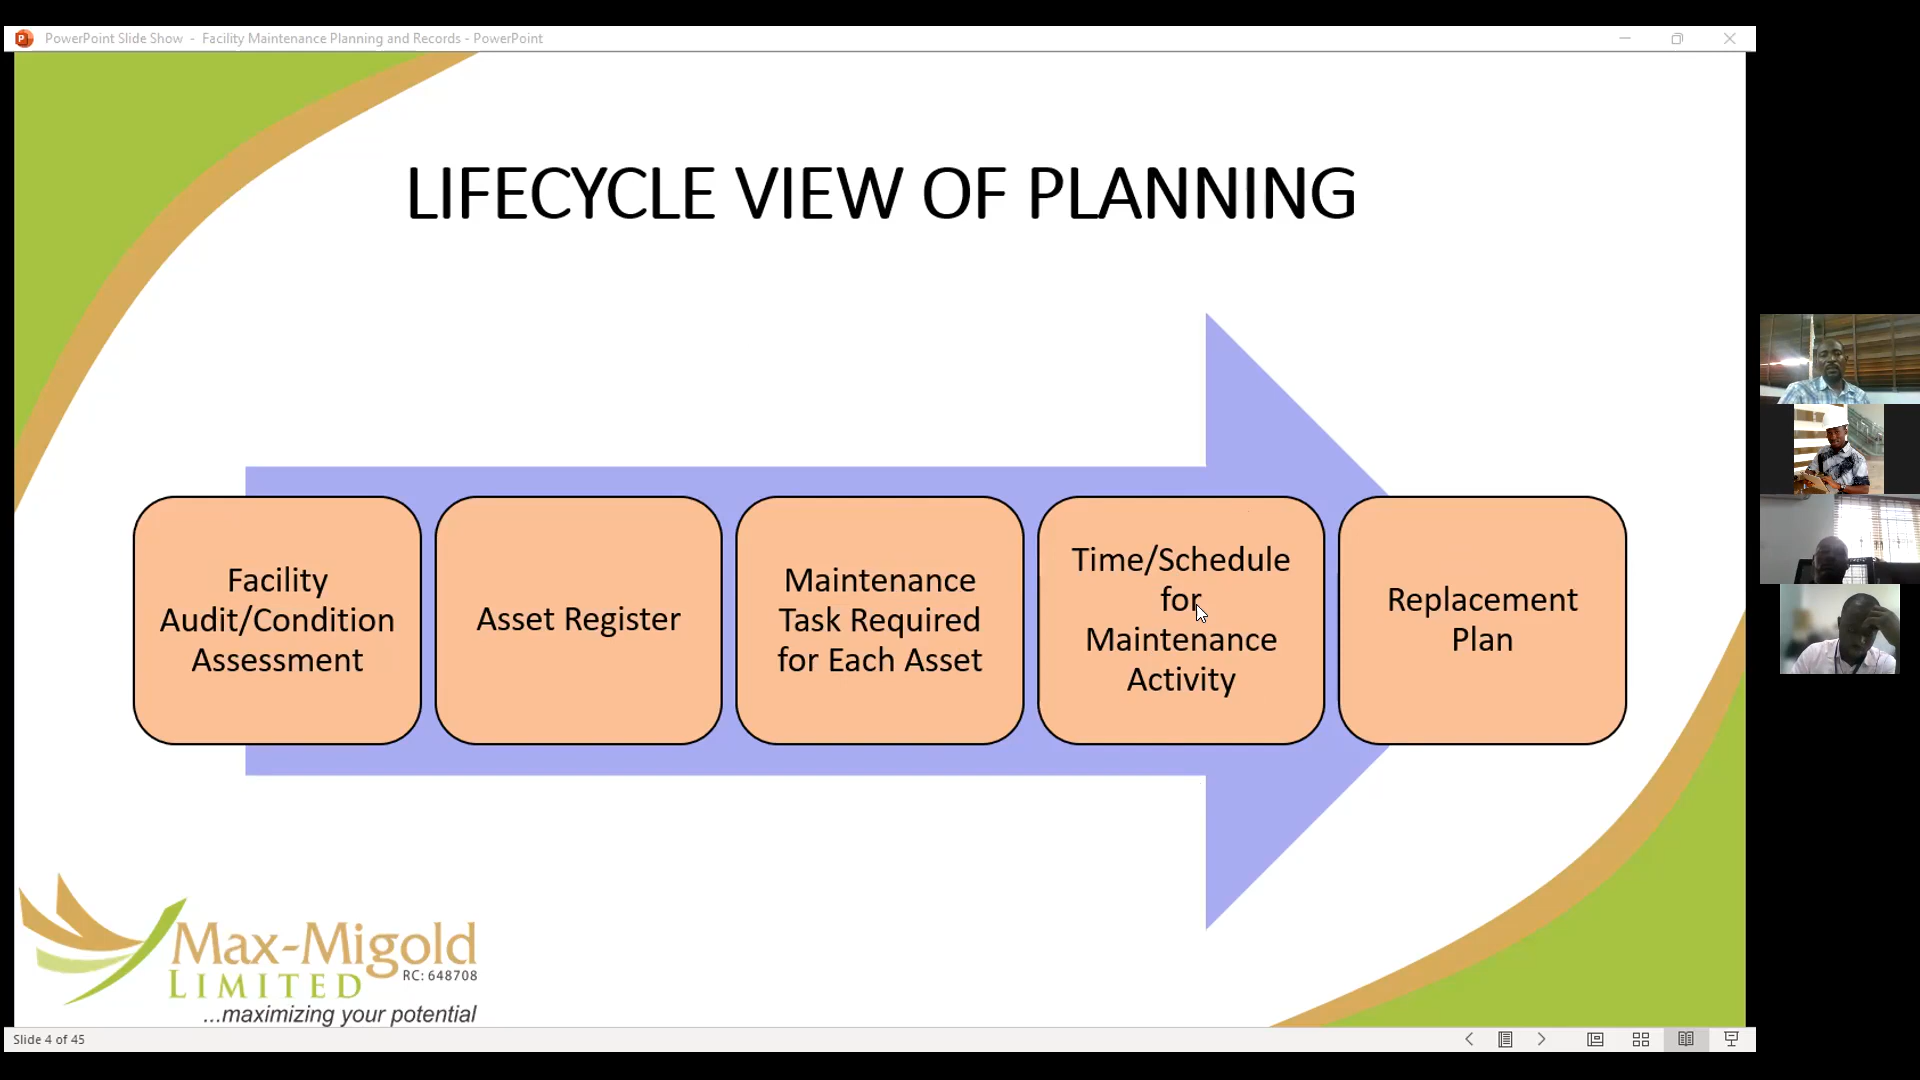 PowerPoint Slide Show - Facility Maintenance Planning and Records - PowerPoint
LIFECYCLE VIEW OF PLANNING
Facility
Audit/Condition
Assessment
Asset Register
Maintenance
Task Required
for Each Asset
Time/Schedule
for
Maintenance
Activity
Replacement
Plan
Max-Migold
LIMITED
RC: 648708
...maximizing your potential
Slide 4 of 45